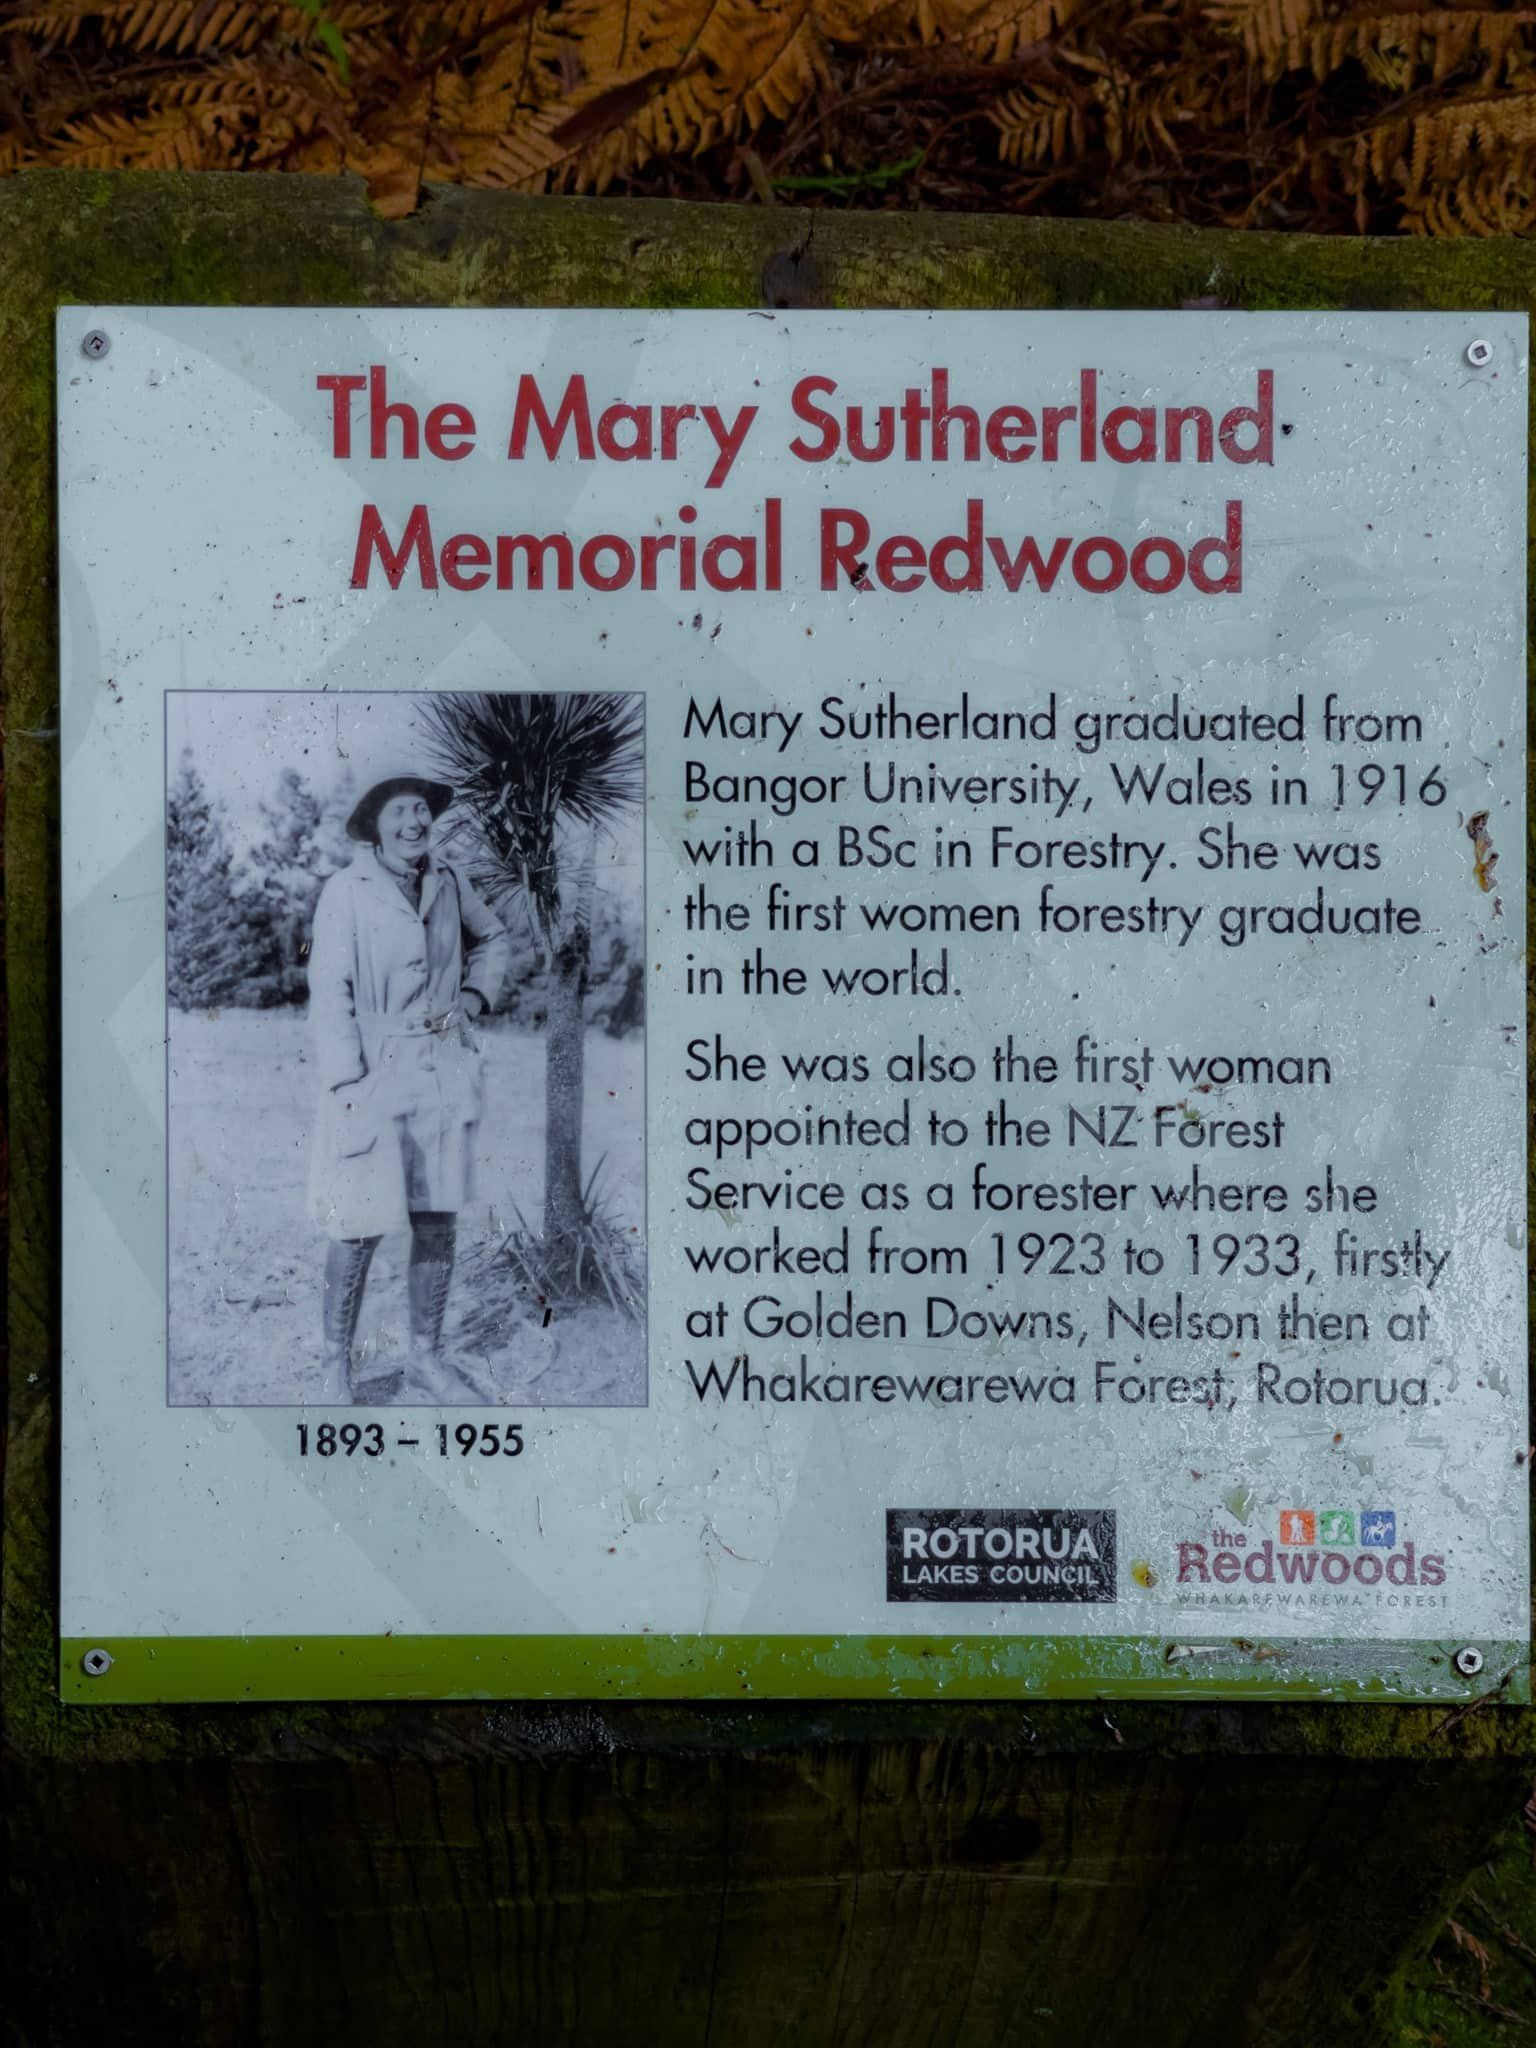 The Mary Sutherland
Memorial Redwood
Mary Sutherland graduated from
Bangor University, Wales in 1916
with a BSc in Forestry. She was
the first women forestry graduate
in the world.
She was also the first woman
appointed to the NZ Forest
Service as a forester where she
worked from 1923 to 1933, firstly
at Golden Downs, Nelson then at
Whakarewarewa Forest, Rotorua.
1893 – 1955
ROTORUA
LAKES COUNCIL
the
Redwoods
WHAKAREWAREWA FOREST